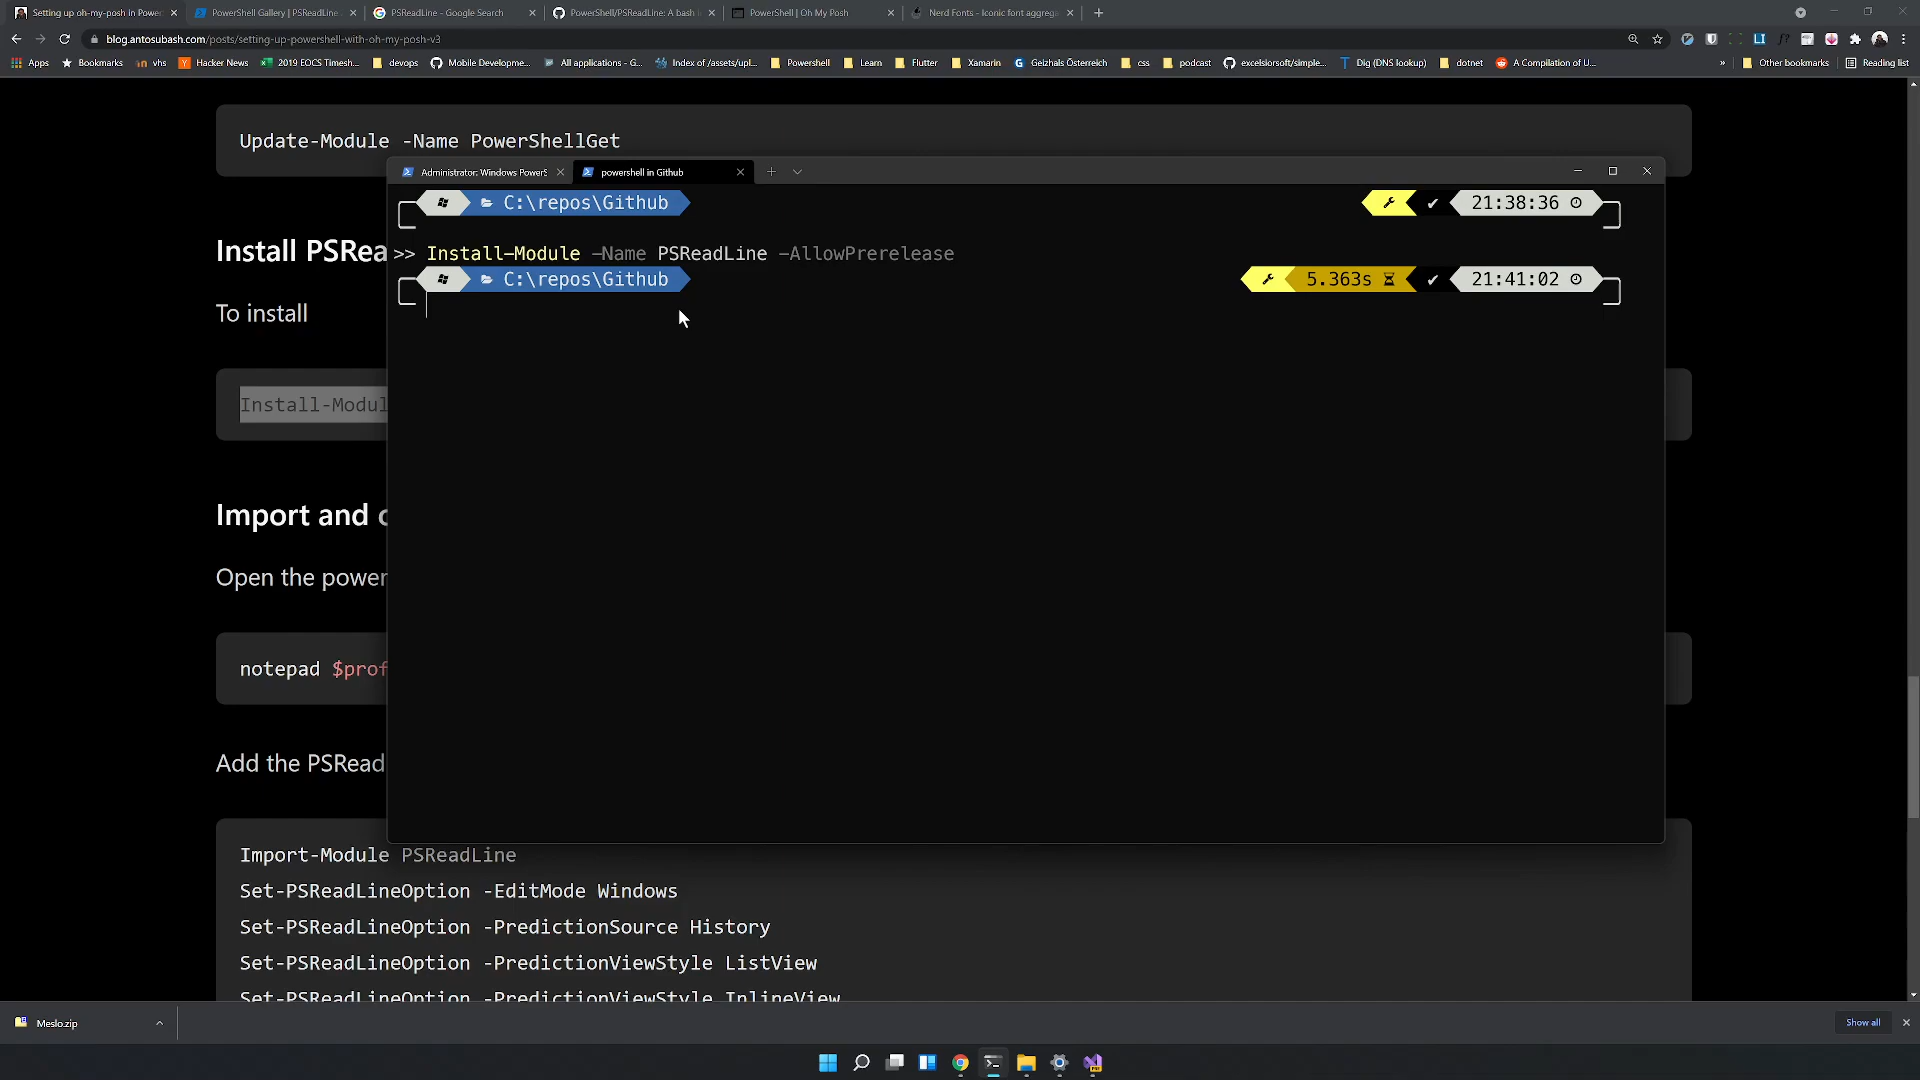 Setting up oh-my-posh in Power
PowerShell Gallery | PSReadLine
PSReadLine - Google Search
PowerShell/PSReadLine: A bash i
PowerShell | Oh My Posh
Nerd Fonts - Iconic font aggrega
blog.antosubash.com/posts/setting-up-powershell-with-oh-my-posh-v3
Apps
Bookmarks
vhs
Hacker News
2019 EOCS Timesh...
devops
Mobile Developme...
All applications - G...
Index of /assets/upl...
Powershell
Learn
Flutter
Xamarin
Geizhals Österreich
css
podcast
excelsiorsoft/simple...
Dig (DNS lookup)
dotnet
A Compilation of U...
»
Other bookmarks
Reading list
Update-Module -Name PowerShellGet
Administrator: Windows PowerS
powershell in Github
C:\repos\Github
21:38:36
>> Install-Module -Name PSReadLine -AllowPrerelease
C:\repos\Github
5.363s
21:41:02
Install PSRea
To install
Install-Modul
Import and
Open the power
notepad $prof
Add the PSRead
Import-Module PSReadLine
Set-PSReadLineOption -EditMode Windows
Set-PSReadLineOption -PredictionSource History
Set-PSReadLineOption -PredictionViewStyle ListView
Set-PSReadLineOption -PredictionViewStyle InlineView
Meslo.zip
Show all